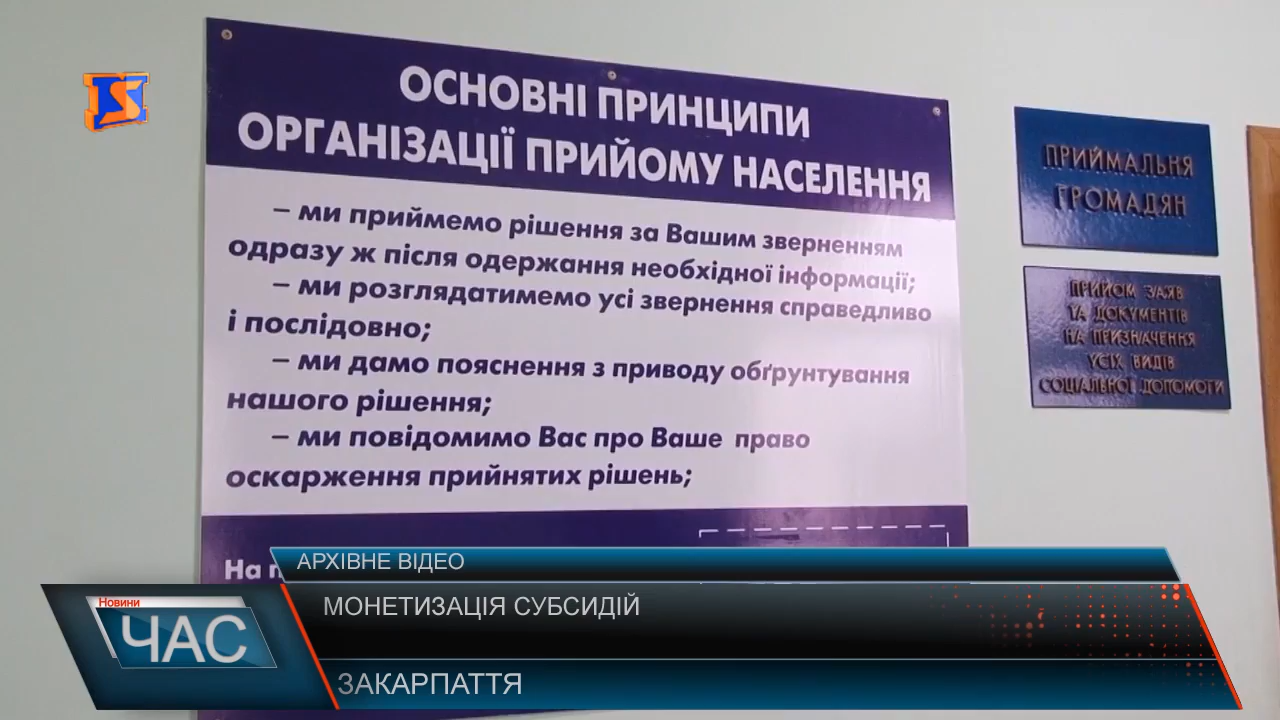 ОСНОВНІ ПРИНЦИПИ
ОРГАНІЗАЦІЇ ПРИЙОМУ НАСЕЛЕННЯ
– ми приймемо рішення за Вашим зверненням
одразу ж після одержання необхідної інформації;
– ми розглядатимемо усі звернення справедливо
і послідовно;
– ми дамо пояснення з приводу обґрунтування
нашого рішення;
– ми повідомимо Вас про Ваше право
оскарження прийнятих рішень;
На
ПРИЙМАЛЬНЯ
ГРОМАДЯН
ПРИЙОМ ЗАЯВ
ТА ДОКУМЕНТІВ
НА ПРИЗНАЧЕННЯ
УСІХ ВИДІВ
СОЦІАЛЬНОЇ ДОПОМОГИ
АРХІВНЕ ВІДЕО
Новини
ЧАС
МОНЕТИЗАЦІЯ СУБСИДІЙ
ЗАКАРПАТТЯ